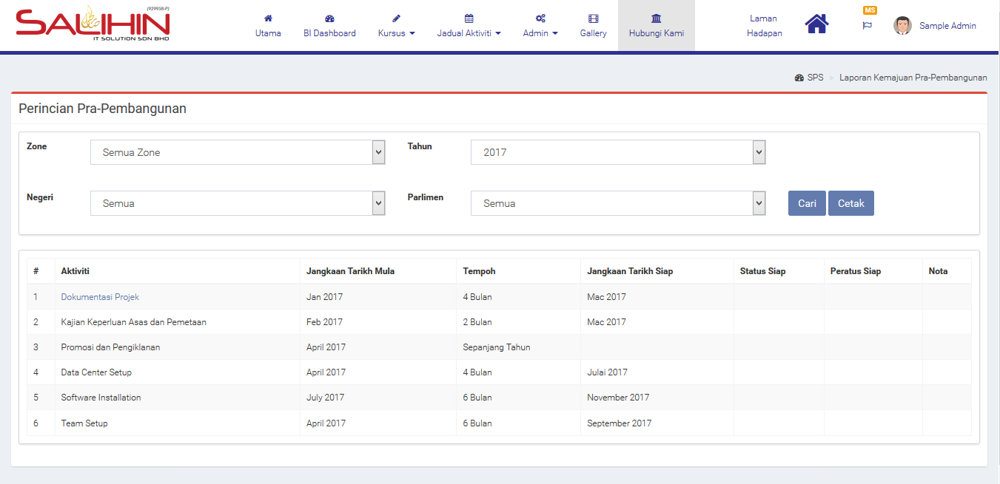 SALIHIN
(929958-P)
IT SOLUTION SDN BHD
Utama
BI Dashboard
Kursus
Jadual Aktiviti
Admin
Gallery
Hubungi Kami
Laman
Hadapan
MS
Sample Admin
SPS > Laporan Kemajuan Pra-Pembangunan
Perincian Pra-Pembangunan
Zone Semua Zone Tahun 2017
Negeri Semua Parlimen Semua Cari Cetak
# Aktiviti Jangkaan Tarikh Mula Tempoh Jangkaan Tarikh Siap Status Siap Peratus Siap Nota
1 Dokumentasi Projek Jan 2017 4 Bulan Mac 2017
2 Kajian Keperluan Asas dan Pemetaan Feb 2017 2 Bulan Mac 2017
3 Promosi dan Pengiklanan April 2017 Sepanjang Tahun
4 Data Center Setup April 2017 4 Bulan Julai 2017
5 Software Installation July 2017 6 Bulan November 2017
6 Team Setup April 2017 6 Bulan September 2017